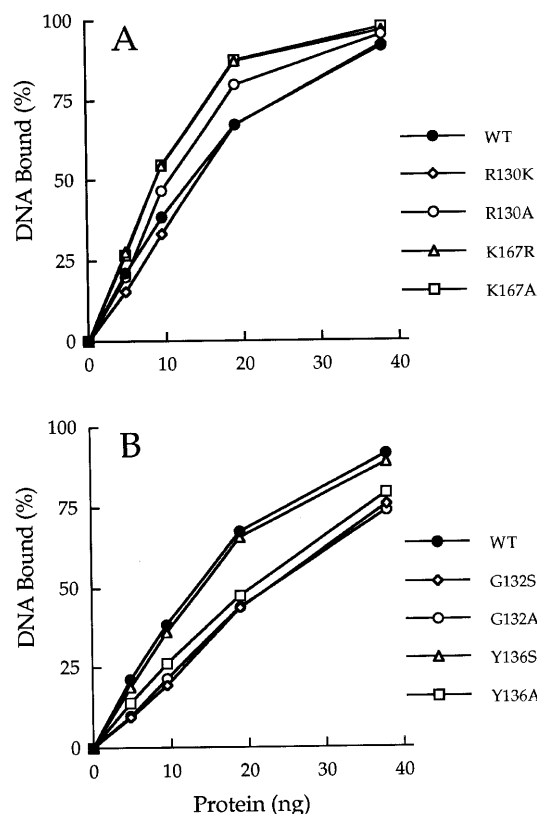 A
DNA Bound (%)
100
75
50
25
0
0 10 20 30 40
WT
R130K
R130A
K167R
K167A
B
DNA Bound (%)
100
75
50
25
0
0 10 20 30 40
Protein (ng)
WT
G132S
G132A
Y136S
Y136A